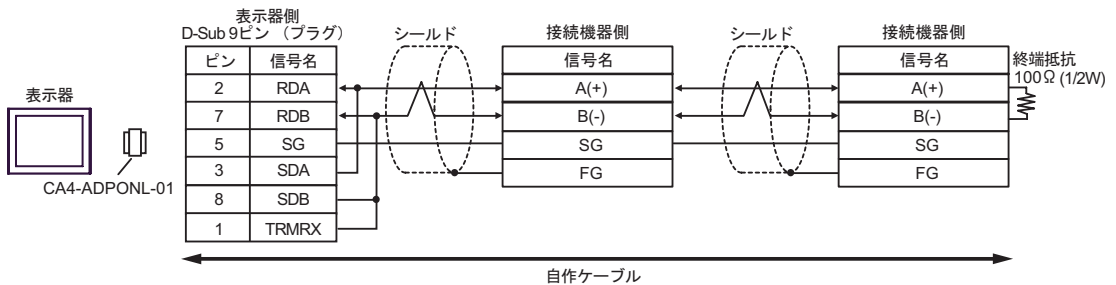 表示器
CA4-ADPONL-01
表示器側
D-Sub 9ピン （プラグ）
ピン 信号名
2 RDA
7 RDB
5 SG
3 SDA
8 SDB
1 TRMRX
シールド
接続機器側
信号名
A(+)
B(-)
SG
FG
シールド
接続機器側
信号名
A(+)
B(-)
SG
FG
終端抵抗
100Ω (1/2W)
自作ケーブル